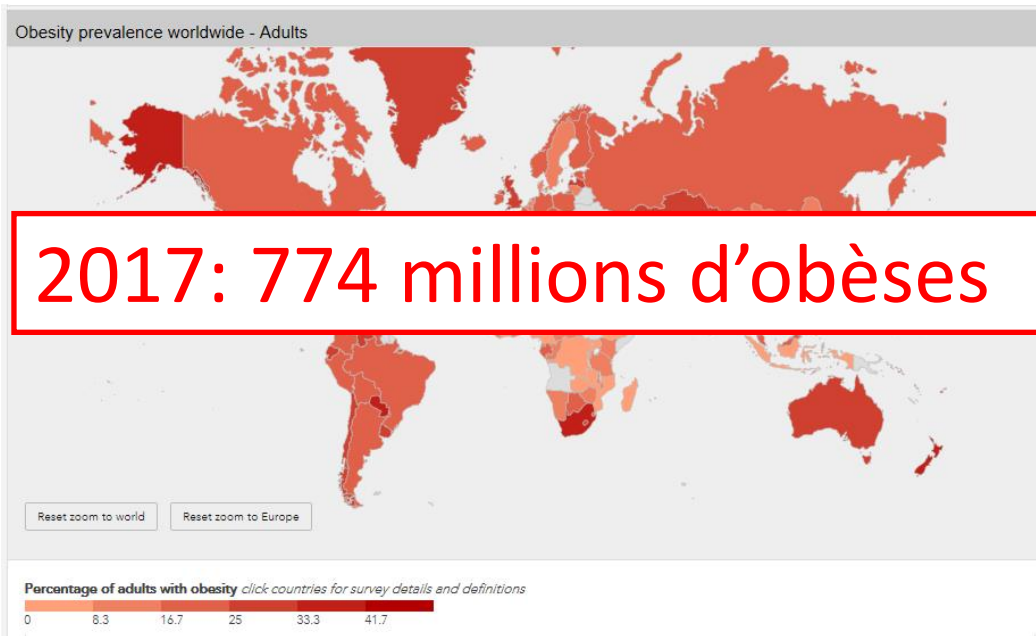 Obesity prevalence worldwide - Adults
2017: 774 millions d’obèses
Reset zoom to world Reset zoom to Europe
Percentage of adults with obesity click countries for survey details and definitions
0 8.3 16.7 25 33.3 41.7